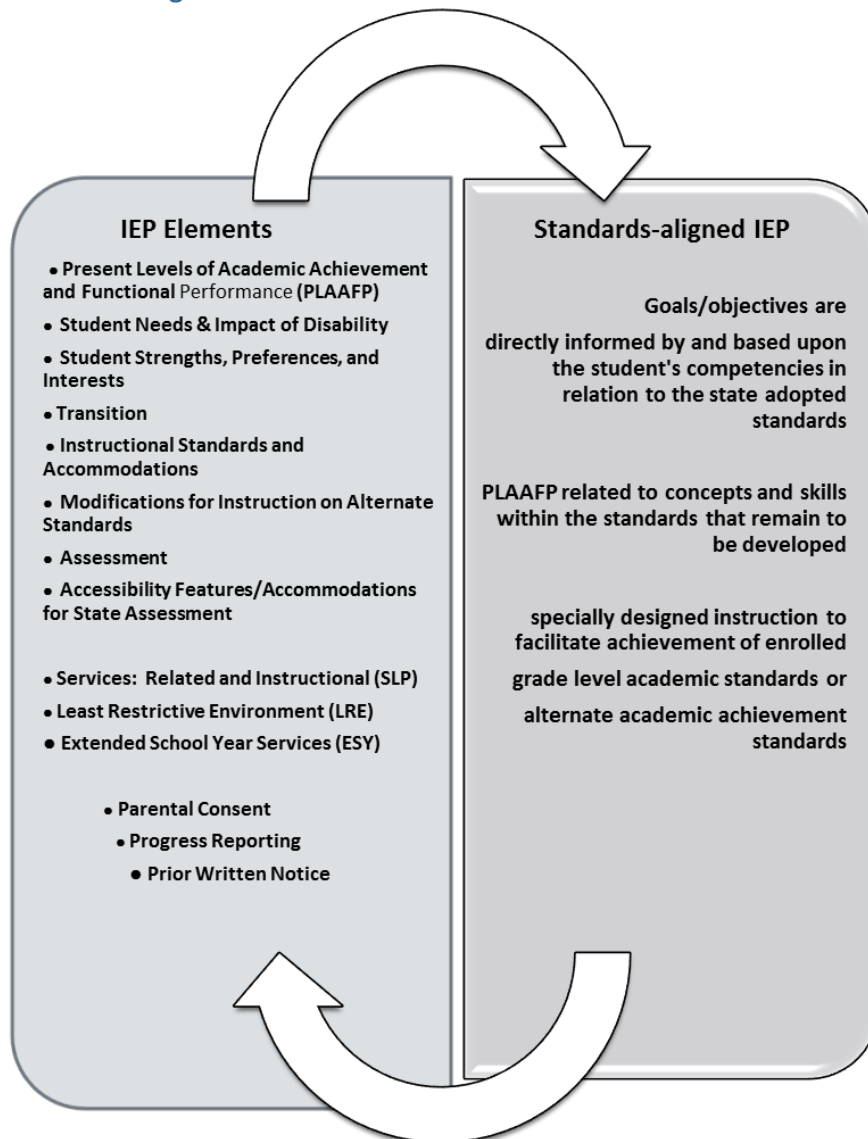 IEP Elements
• Present Levels of Academic Achievement
and Functional Performance (PLAAFP)
• Student Needs & Impact of Disability
• Student Strengths, Preferences, and
Interests
• Transition
• Instructional Standards and
Accommodations
• Modifications for Instruction on Alternate
Standards
• Assessment
• Accessibility Features/Accommodations
for State Assessment
• Services: Related and Instructional (SLP)
• Least Restrictive Environment (LRE)
• Extended School Year Services (ESY)
• Parental Consent
• Progress Reporting
• Prior Written Notice
Standards-aligned IEP
Goals/objectives are
directly informed by and based upon
the student's competencies in
relation to the state adopted
standards
PLAAFP related to concepts and skills
within the standards that remain to
be developed
specially designed instruction to
facilitate achievement of enrolled
grade level academic standards or
alternate academic achievement
standards